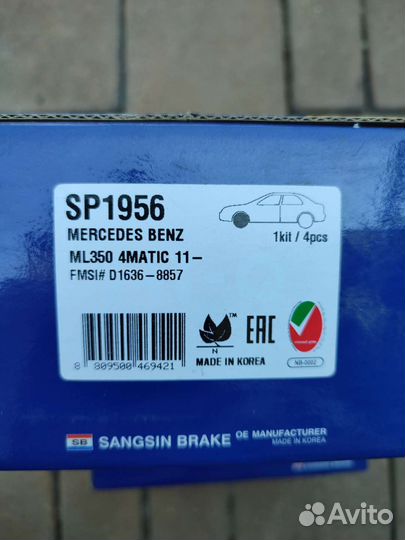 SP1956
MERCEDES BENZ
1kit / 4pcs
ML350 4MATIC 11-
FMSI# D1636-8857
N
EAC
NB-0002
MADE IN KOREA
8 809500 469421
SB SANGSIN BRAKE OE MANUFACTURER
MADE IN KOREA
Avito